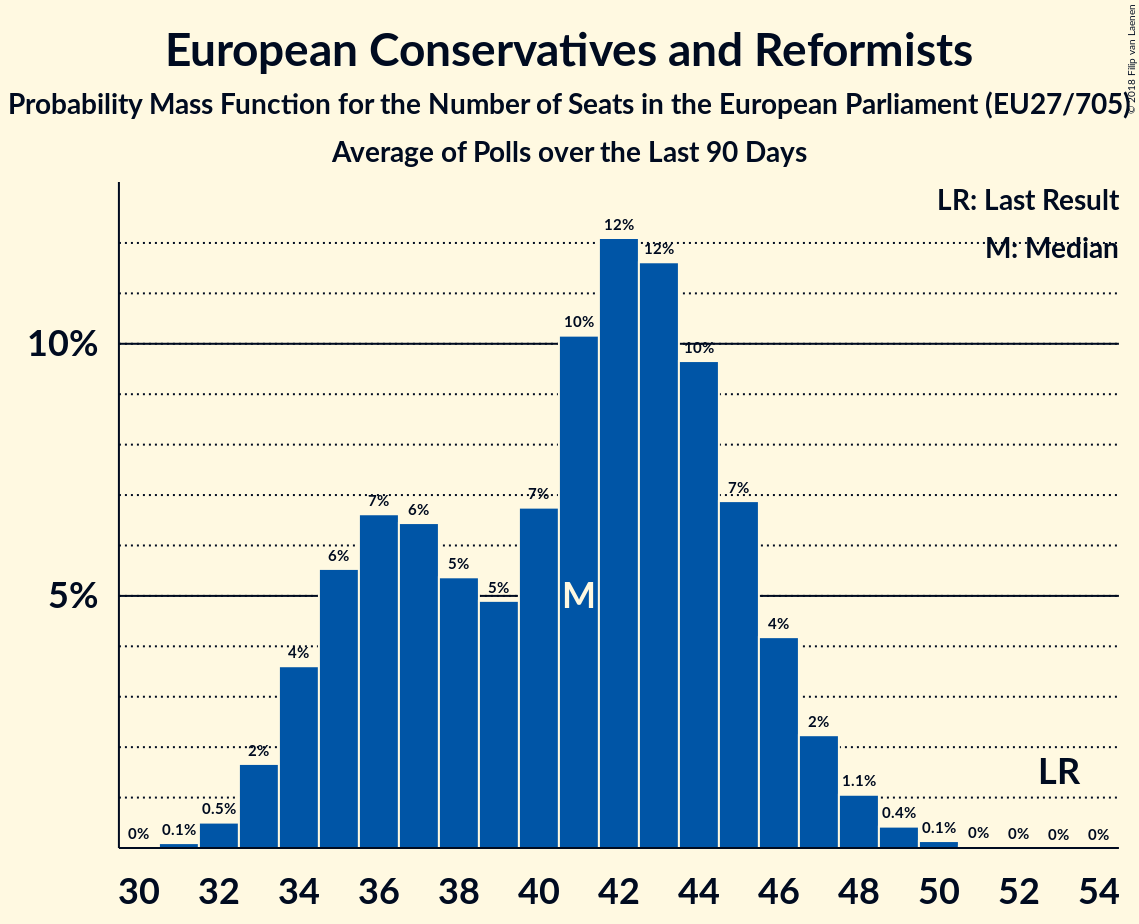 European Conservatives and Reformists
Probability Mass Function for the Number of Seats in the European Parliament (EU27/705)
Average of Polls over the Last 90 Days
© 2018 Filip van Laenen
LR: Last Result
M: Median
10%
5%
0% 0.1% 0.5% 2% 4% 6% 7% 6% 5% 5% 7% 10% 12% 12% 10% 7% 4% 2% 1.1% 0.4% 0.1% 0% 0% 0% 0%
M
LR
30 32 34 36 38 40 42 44 46 48 50 52 54